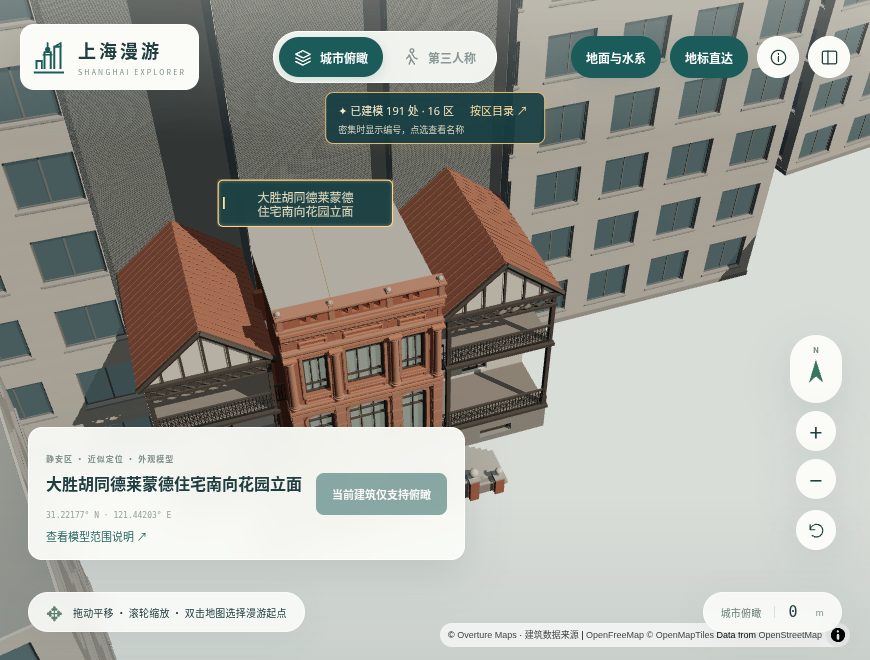 上海漫游
SHANGHAI EXPLORER
城市俯瞰
第三人称
地面与水系
地标直达
✦ 已建模 191 处 · 16 区 按区目录 ↗
密集时显示编号，点选查看名称
大胜胡同德莱蒙德
住宅南向花园立面
N
静安区 · 近似定位 · 外观模型
大胜胡同德莱蒙德住宅南向花园立面
当前建筑仅支持俯瞰
31.22177° N · 121.44203° E
查看模型范围说明 ↗
拖动平移 · 滚轮缩放 · 双击地图选择漫游起点
城市俯瞰 0 m
© Overture Maps · 建筑数据来源 | OpenFreeMap © OpenMapTiles Data from OpenStreetMap